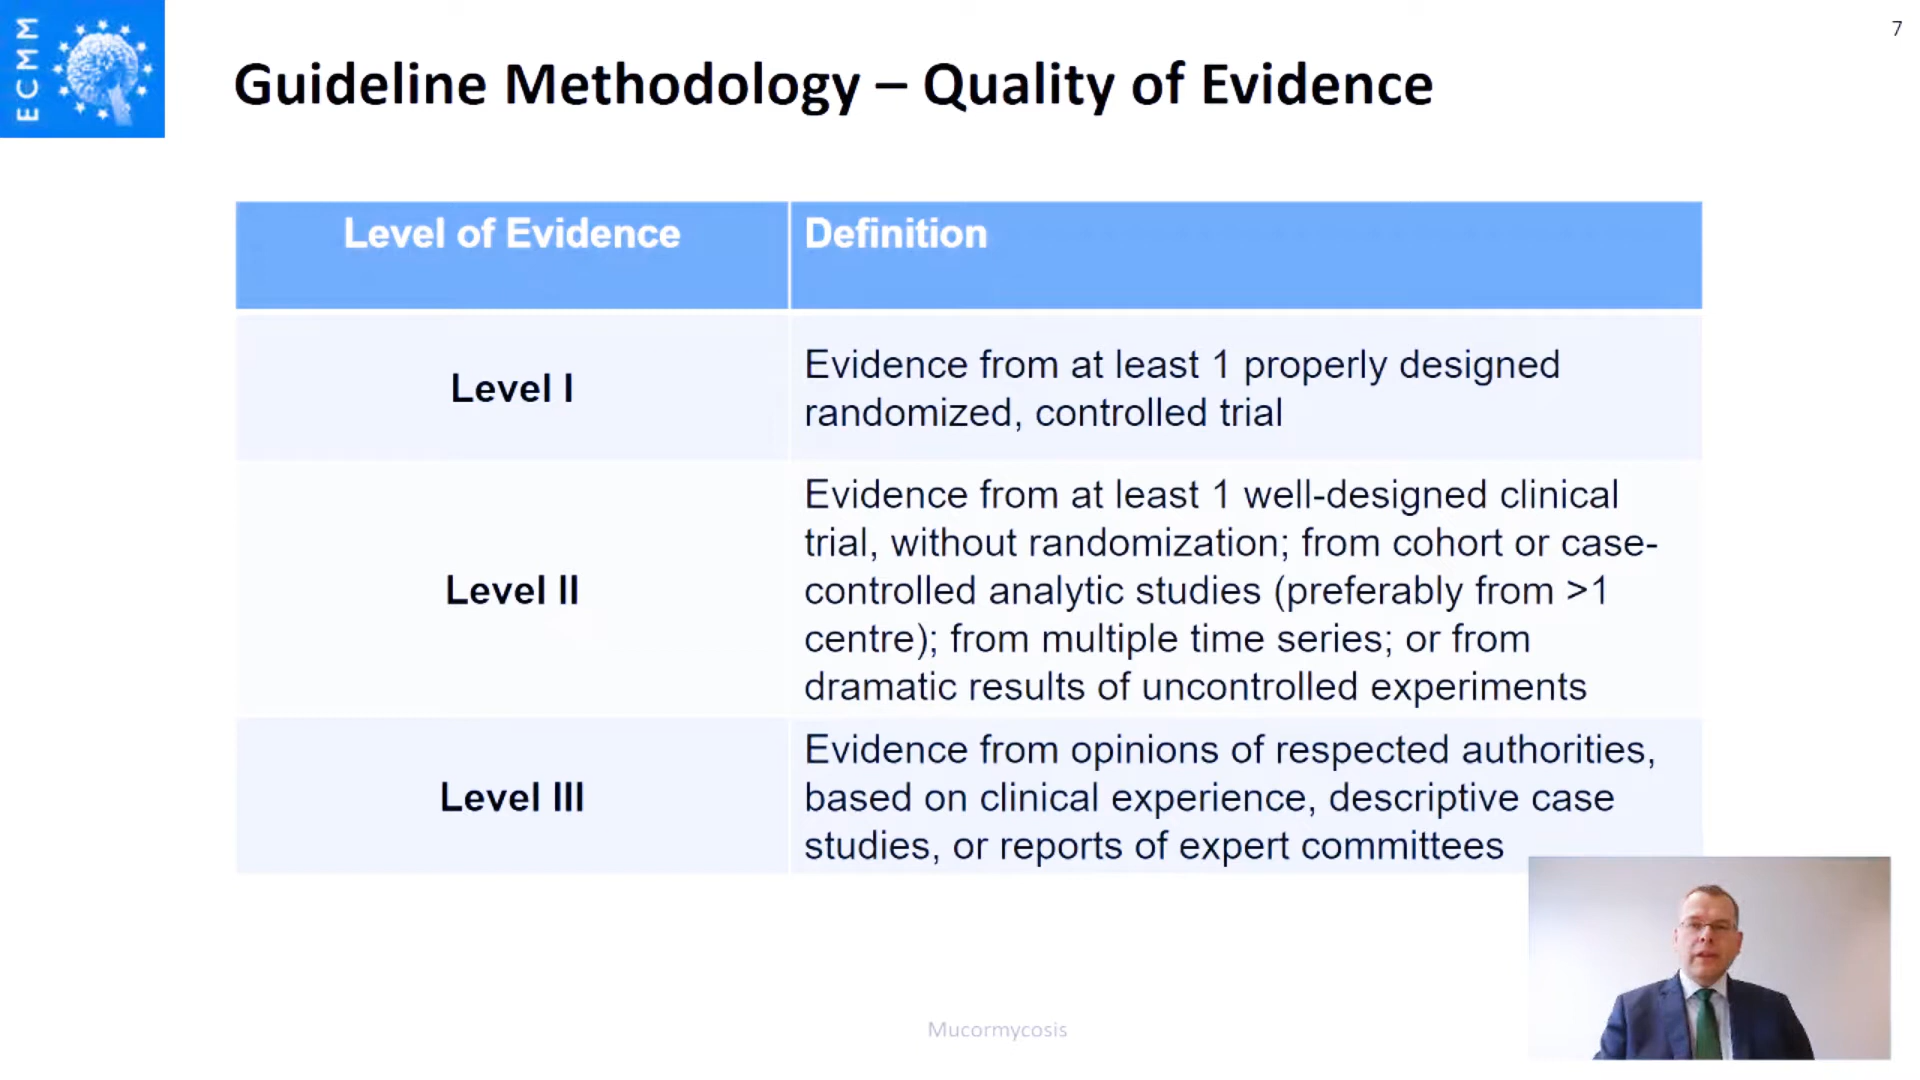 7
ECMM
Guideline Methodology – Quality of Evidence
Level of Evidence
Definition
Level I
Evidence from at least 1 properly designed
randomized, controlled trial
Level II
Evidence from at least 1 well-designed clinical
trial, without randomization; from cohort or case-
controlled analytic studies (preferably from >1
centre); from multiple time series; or from
dramatic results of uncontrolled experiments
Level III
Evidence from opinions of respected authorities,
based on clinical experience, descriptive case
studies, or reports of expert committees
Mucormycosis